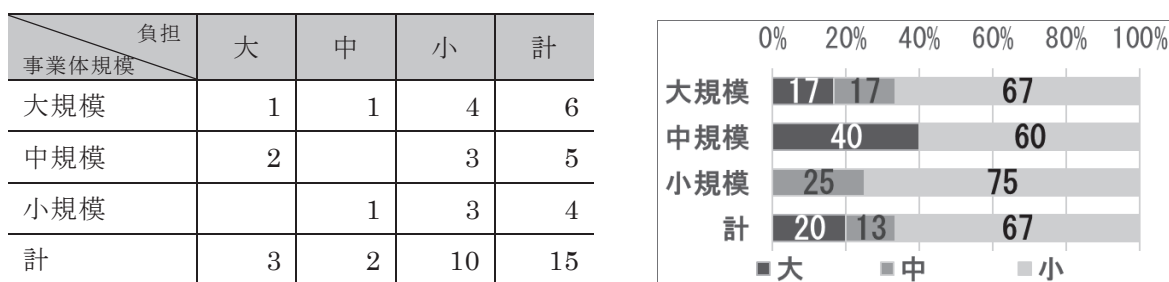 負担
事業体規模
大 中 小 計
大規模 1 1 4 6
中規模 2 3 5
小規模 1 3 4
計 3 2 10 15
0% 20% 40% 60% 80% 100%
大規模 17 17 67
中規模 40 60
小規模 25 75
計 20 13 67
大 中 小